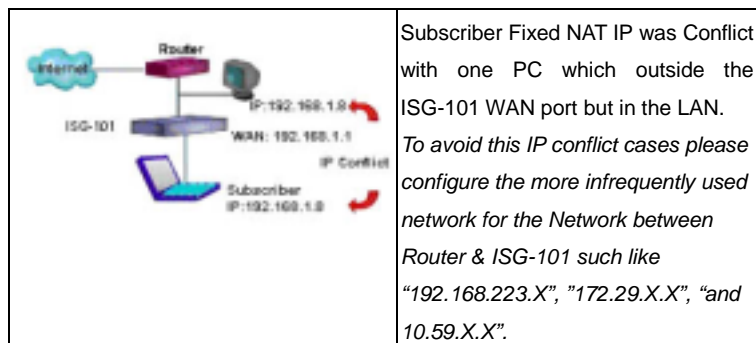 Router
Internet
IP:192.168.1.8
ISG-101
WAN: 192.168.1.1
IP Conflict
Subscriber
IP:192.168.1.8
Subscriber Fixed NAT IP was Conflict
with one PC which outside the
ISG-101 WAN port but in the LAN.
To avoid this IP conflict cases please
configure the more infrequently used
network for the Network between
Router & ISG-101 such like
“192.168.223.X”, ”172.29.X.X”, “and
10.59.X.X”.